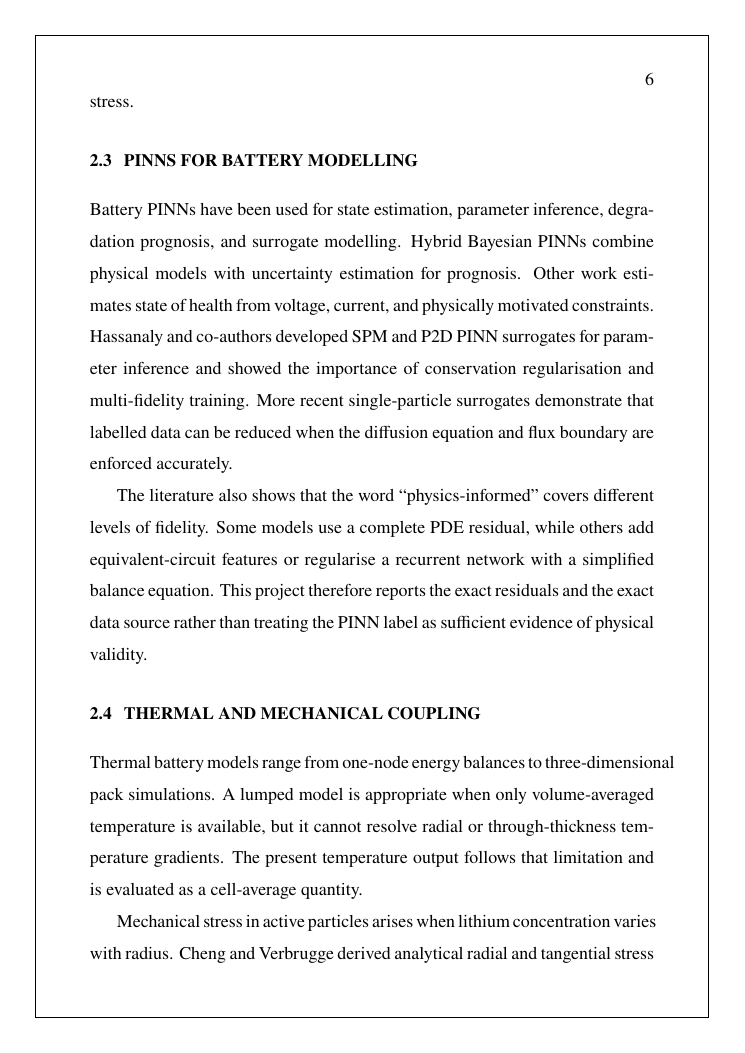 6
stress.
2.3 PINNS FOR BATTERY MODELLING
Battery PINNs have been used for state estimation, parameter inference, degra-
dation prognosis, and surrogate modelling. Hybrid Bayesian PINNs combine
physical models with uncertainty estimation for prognosis. Other work esti-
mates state of health from voltage, current, and physically motivated constraints.
Hassanaly and co-authors developed SPM and P2D PINN surrogates for param-
eter inference and showed the importance of conservation regularisation and
multi-fidelity training. More recent single-particle surrogates demonstrate that
labelled data can be reduced when the diffusion equation and flux boundary are
enforced accurately.
The literature also shows that the word “physics-informed” covers different
levels of fidelity. Some models use a complete PDE residual, while others add
equivalent-circuit features or regularise a recurrent network with a simplified
balance equation. This project therefore reports the exact residuals and the exact
data source rather than treating the PINN label as sufficient evidence of physical
validity.
2.4 THERMAL AND MECHANICAL COUPLING
Thermal battery models range from one-node energy balances to three-dimensional
pack simulations. A lumped model is appropriate when only volume-averaged
temperature is available, but it cannot resolve radial or through-thickness tem-
perature gradients. The present temperature output follows that limitation and
is evaluated as a cell-average quantity.
Mechanical stress in active particles arises when lithium concentration varies
with radius. Cheng and Verbrugge derived analytical radial and tangential stress